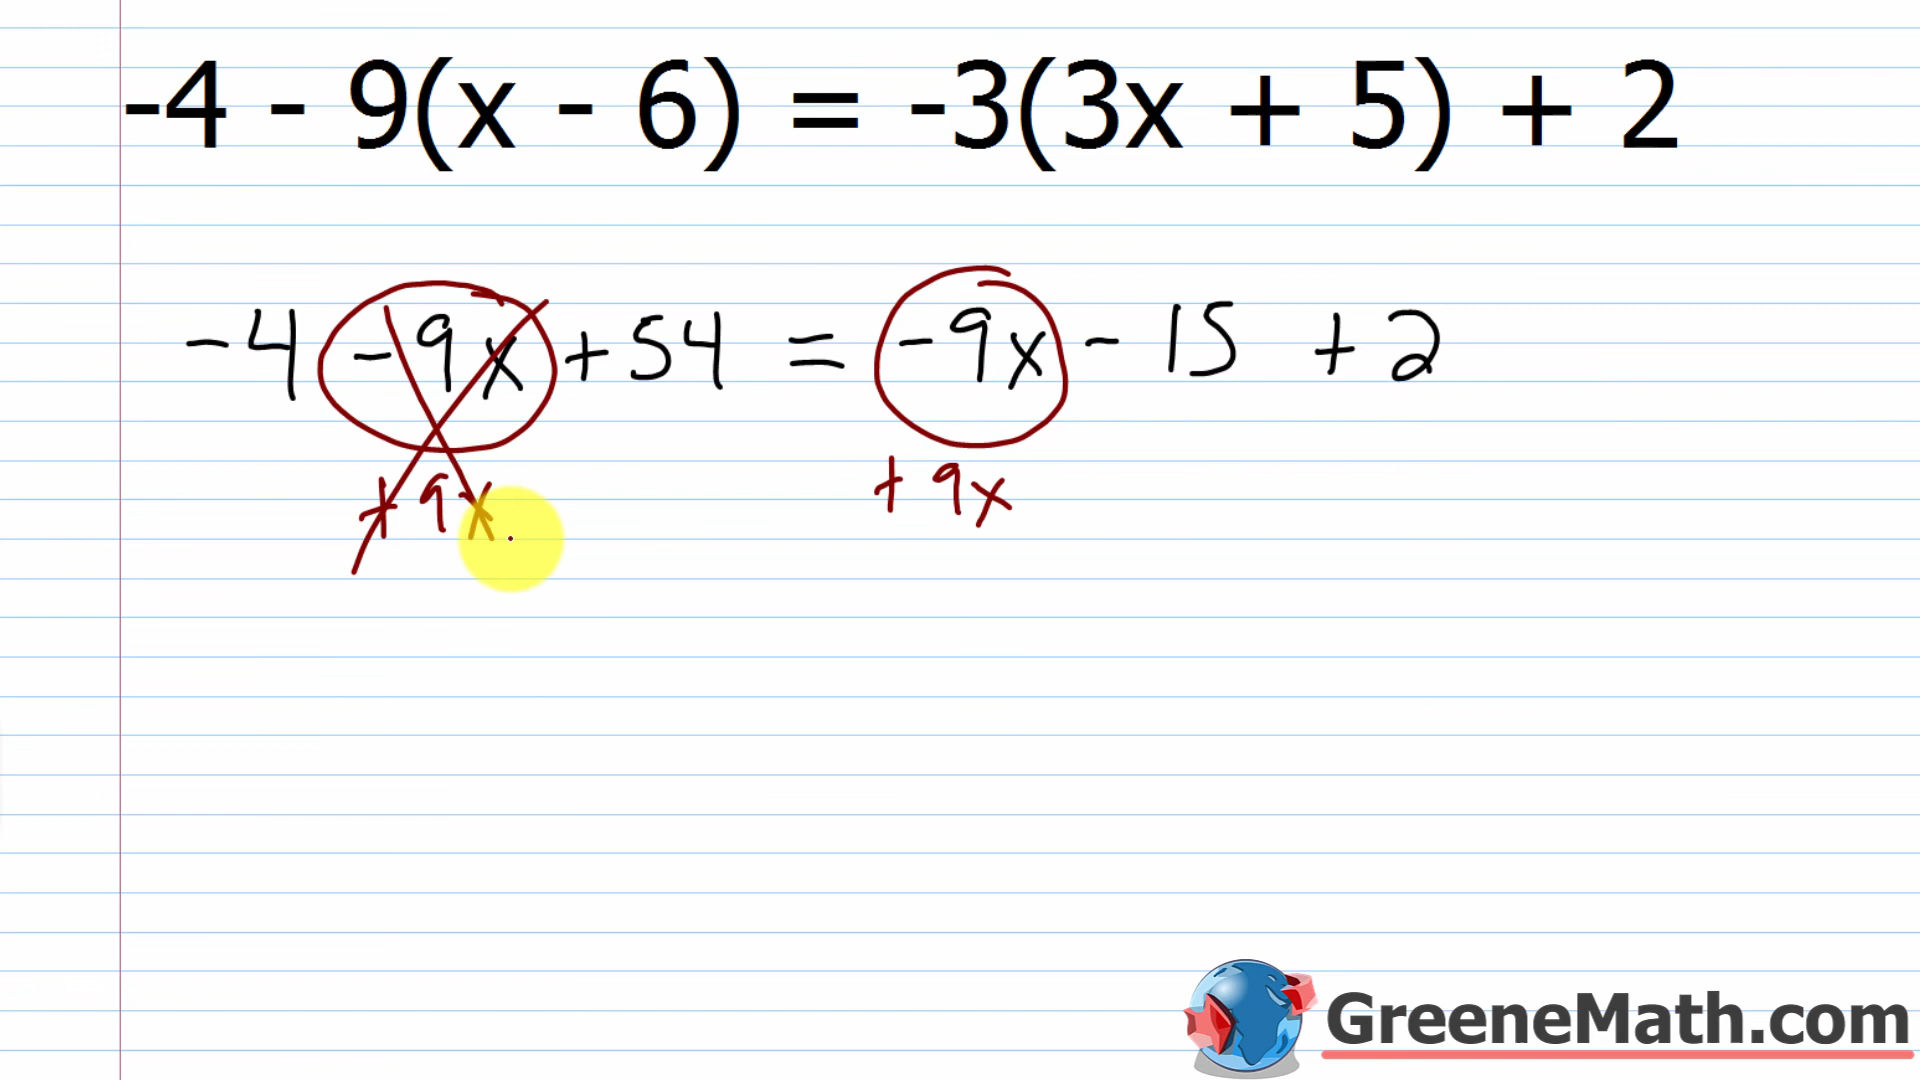 -4 - 9(x - 6) = -3(3x + 5) + 2
-4 -9x +54 = -9x - 15 +2
+9x +9x
GreeneMath.com